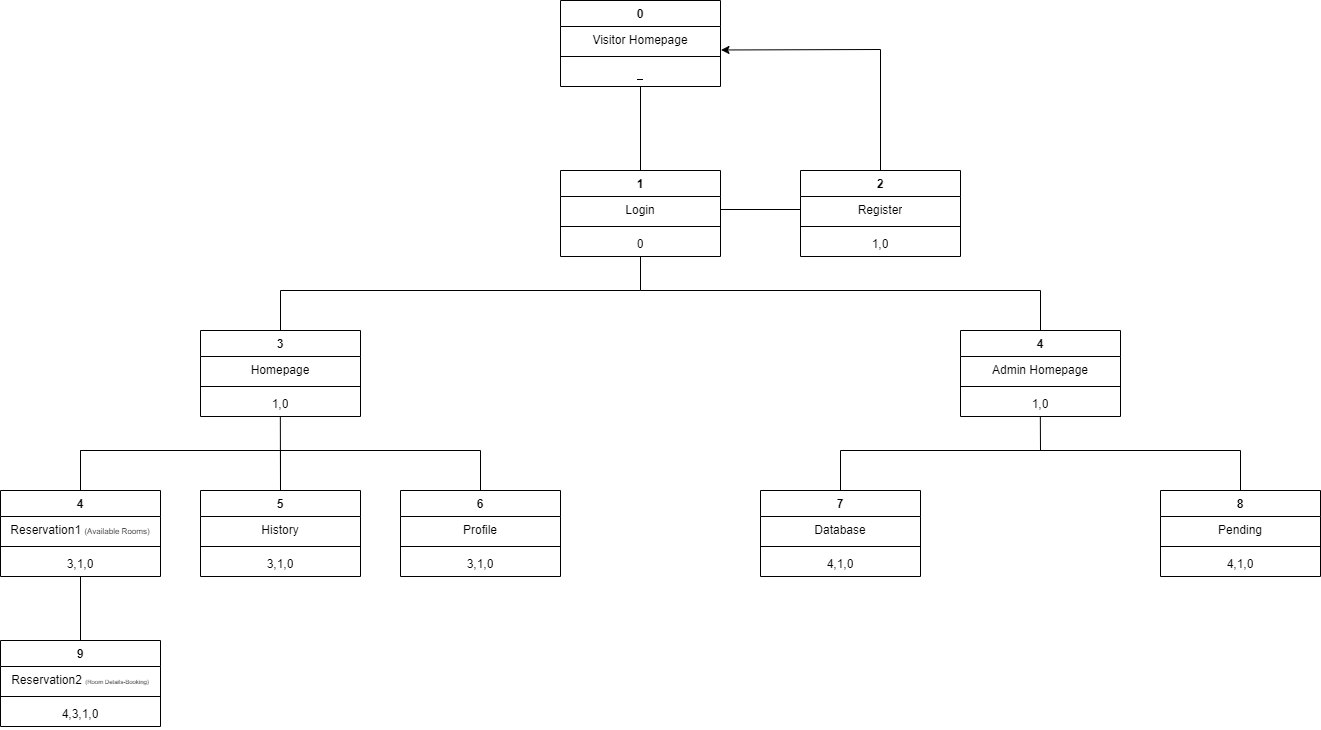 0
Visitor Homepage
_
1
Login
0
2
Register
1,0
3
Homepage
1,0
4
Admin Homepage
1,0
4
Reservation1 (Available Rooms)
3,1,0
5
History
3,1,0
6
Profile
3,1,0
7
Database
4,1,0
8
Pending
4,1,0
9
Reservation2 (Room Details-Booking)
4,3,1,0